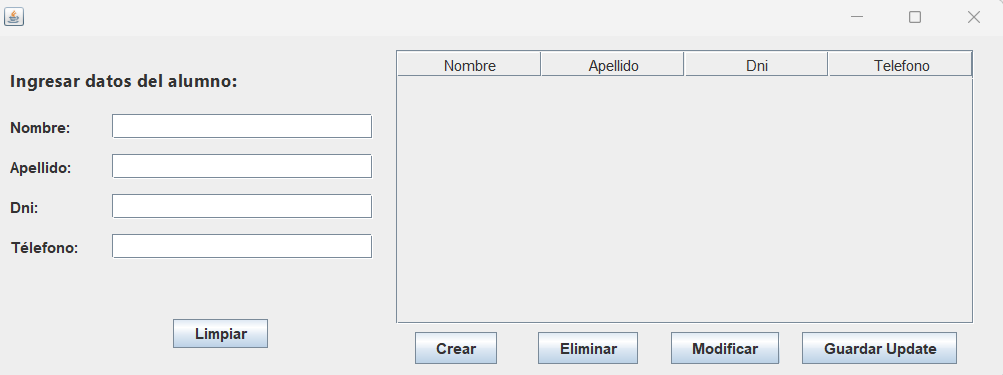 Ingresar datos del alumno:
Nombre:
Apellido:
Dni:
Télefono:
Limpiar
Nombre Apellido Dni Telefono
Crear Eliminar Modificar Guardar Update